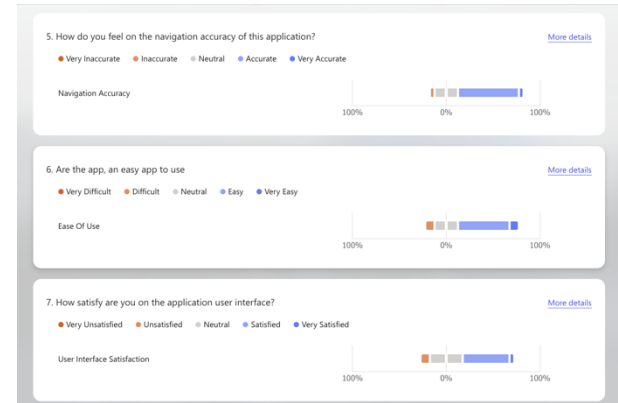 5. How do you feel on the navigation accuracy of this application?
More details
Very Inaccurate Inaccurate Neutral Accurate Very Accurate
Navigation Accuracy
100% 0% 100%
6. Are the app, an easy app to use
More details
Very Difficult Difficult Neutral Easy Very Easy
Ease Of Use
100% 0% 100%
7. How satisfy are you on the application user interface?
More details
Very Unsatisfied Unsatisfied Neutral Satisfied Very Satisfied
User Interface Satisfaction
100% 0% 100%